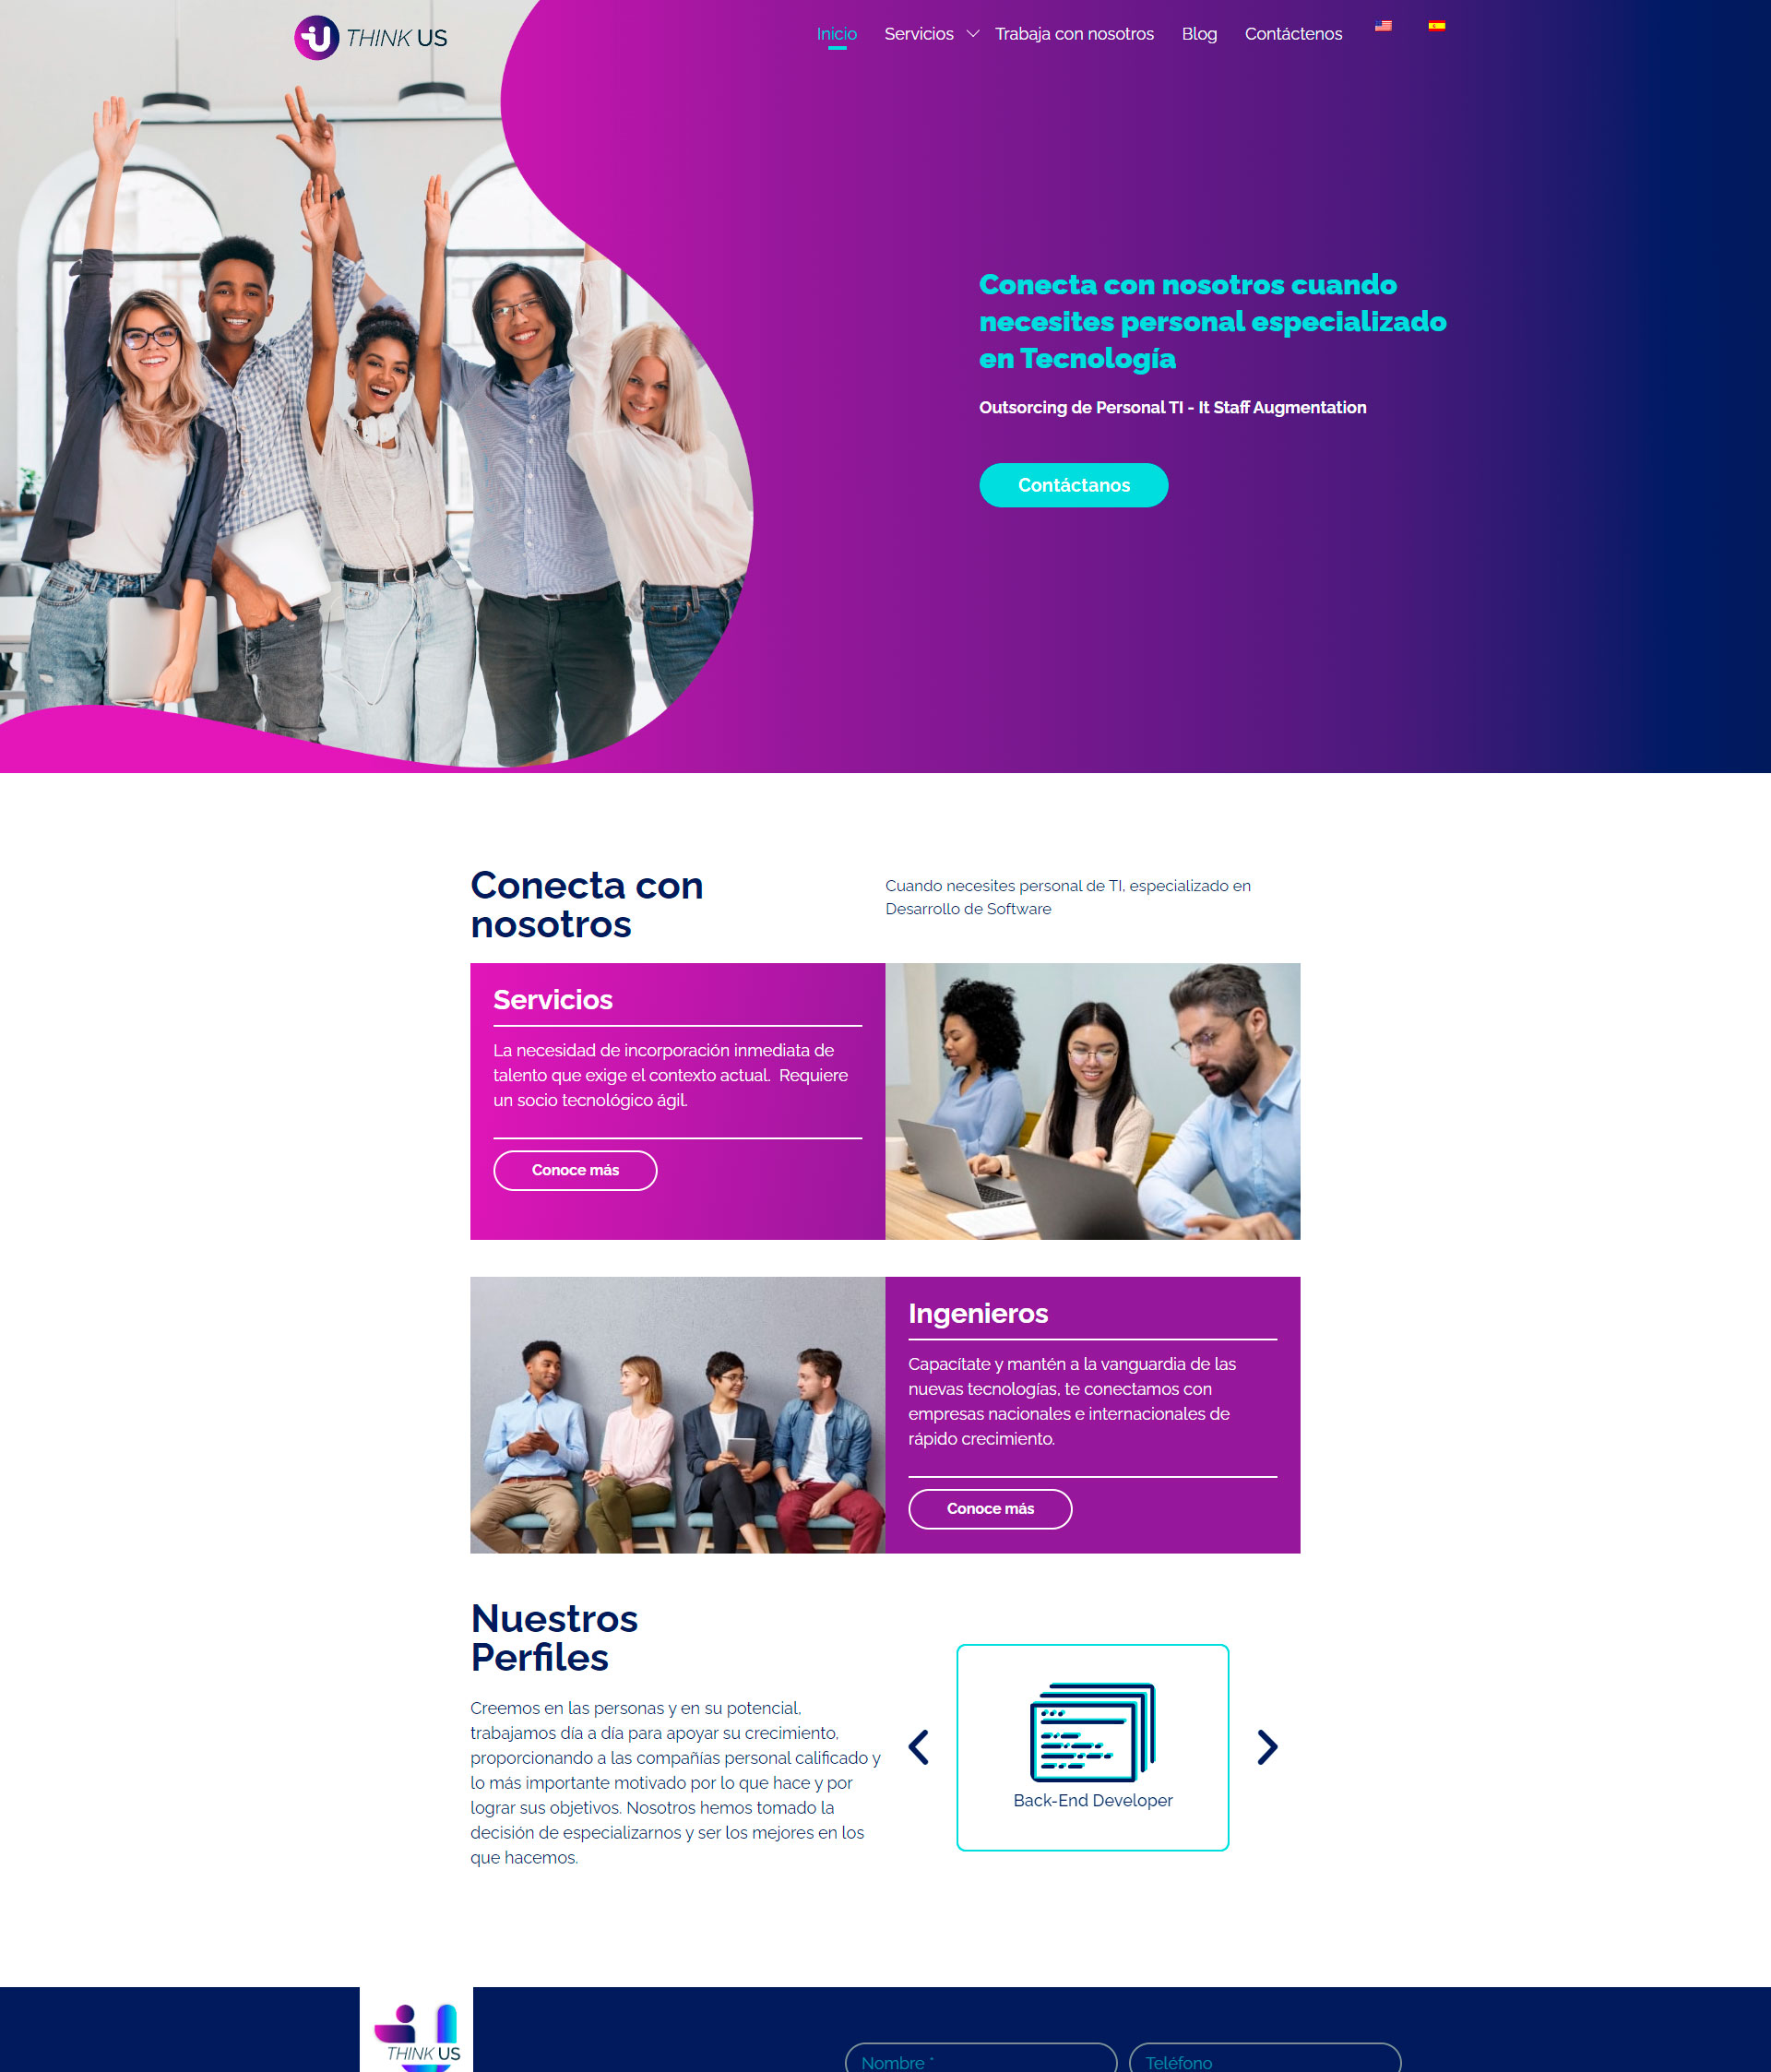 THINK US
Inicio
Servicios
Trabaja con nosotros
Blog
Contáctenos
Conecta con nosotros cuando
necesites personal especializado
en Tecnología
Outsorcing de Personal TI - It Staff Augmentation
Contáctanos
Conecta con
nosotros
Cuando necesites personal de TI, especializado en
Desarrollo de Software
Servicios
La necesidad de incorporación inmediata de
talento que exige el contexto actual. Requiere
un socio tecnológico ágil.
Conoce más
Ingenieros
Capacítate y mantén a la vanguardia de las
nuevas tecnologías, te conectamos con
empresas nacionales e internacionales de
rápido crecimiento.
Conoce más
Nuestros
Perfiles
Creemos en las personas y en su potencial,
trabajamos día a día para apoyar su crecimiento,
proporcionando a las compañías personal calificado y
lo más importante motivado por lo que hace y por
lograr sus objetivos. Nosotros hemos tomado la
decisión de especializarnos y ser los mejores en los
que hacemos.
Back-End Developer
THINK US
Nombre *
Teléfono